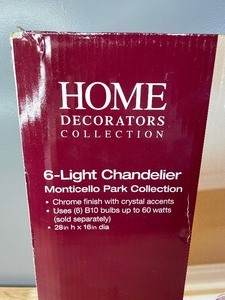 HOME
DECORATORS
COLLECTION
6-Light Chandelier
Monticello Park Collection
• Chrome finish with crystal accents
• Uses (6) B10 bulbs up to 60 watts
(sold separately)
• 28in h x 16in dia